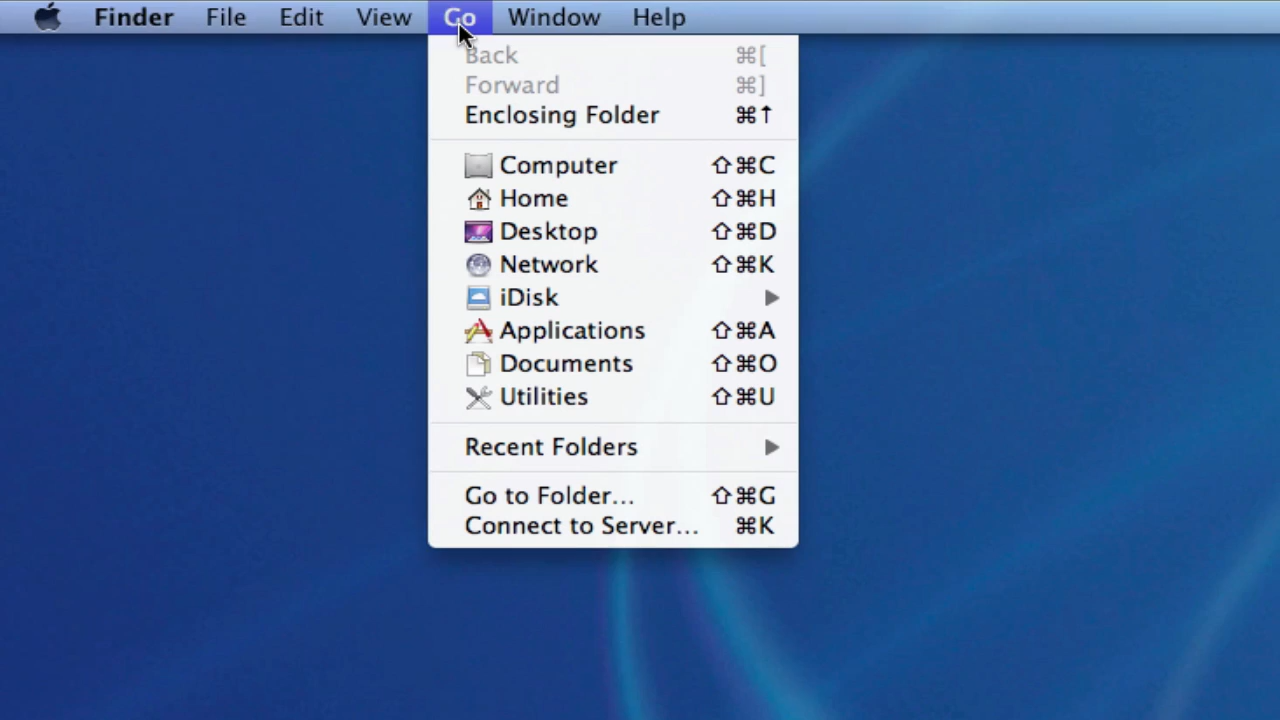 Finder File Edit View Go Window Help
Back ⌘[
Forward ⌘]
Enclosing Folder ⌘↑
Computer ⇧⌘C
Home ⇧⌘H
Desktop ⇧⌘D
Network ⇧⌘K
iDisk
Applications ⇧⌘A
Documents ⇧⌘O
Utilities ⇧⌘U
Recent Folders
Go to Folder... ⇧⌘G
Connect to Server... ⌘K